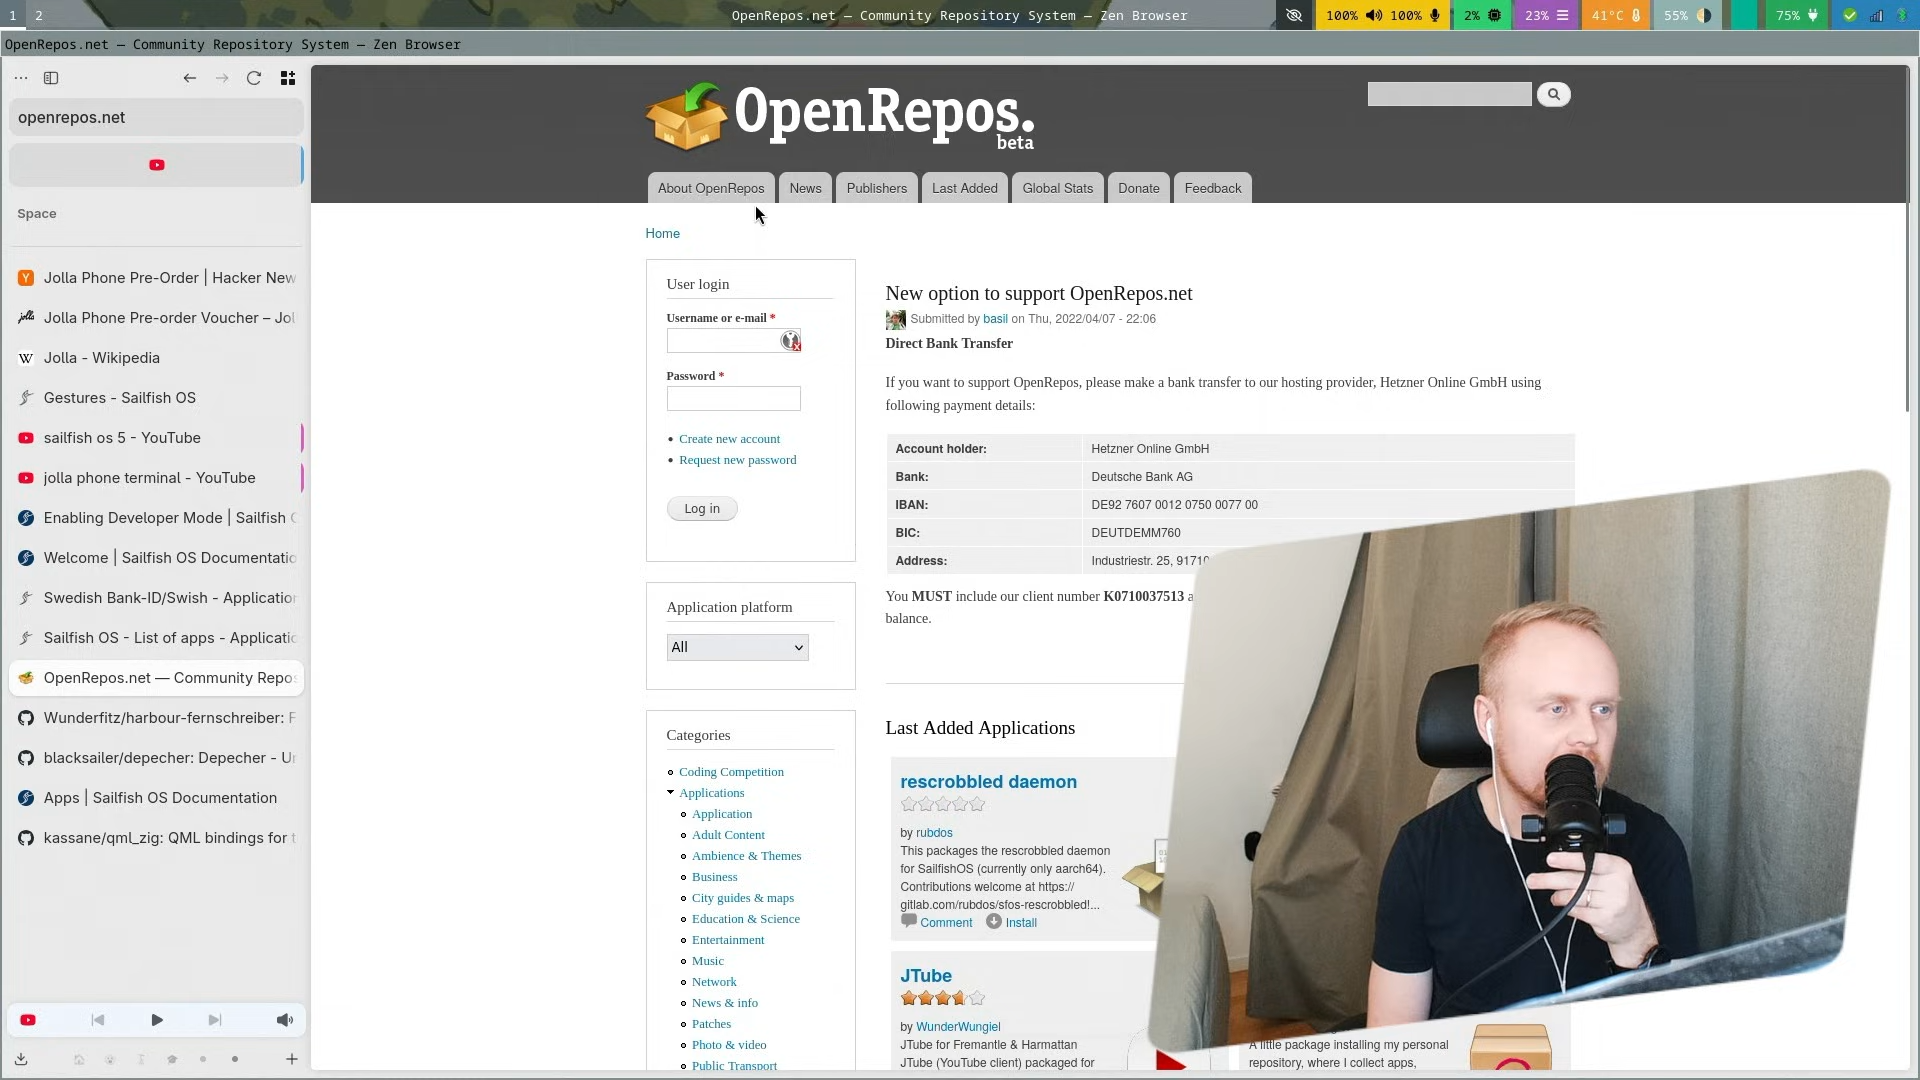 1 2
OpenRepos.net — Community Repository System — Zen Browser
100% 100% 2% 23% 41°C 55% 75%
OpenRepos.net — Community Repository System — Zen Browser
openrepos.net
Space
Jolla Phone Pre-Order | Hacker New
Jolla Phone Pre-order Voucher – Jol
Jolla - Wikipedia
Gestures - Sailfish OS
sailfish os 5 - YouTube
jolla phone terminal - YouTube
Enabling Developer Mode | Sailfish O
Welcome | Sailfish OS Documentatio
Swedish Bank-ID/Swish - Application
Sailfish OS - List of apps - Applicatio
OpenRepos.net — Community Repos
Wunderfitz/harbour-fernschreiber: F
blacksailer/depecher: Depecher - Un
Apps | Sailfish OS Documentation
kassane/qml_zig: QML bindings for t
OpenRepos.
beta
About OpenRepos News Publishers Last Added Global Stats Donate Feedback
Home
User login
Username or e-mail *
Password *
Create new account
Request new password
Log in
Application platform
All
Categories
Coding Competition
Applications
Application
Adult Content
Ambience & Themes
Business
City guides & maps
Education & Science
Entertainment
Music
Network
News & info
Patches
Photo & video
Public Transport
New option to support OpenRepos.net
Submitted by basil on Thu, 2022/04/07 - 22:06
Direct Bank Transfer
If you want to support OpenRepos, please make a bank transfer to our hosting provider, Hetzner Online GmbH using
following payment details:
Account holder: Hetzner Online GmbH
Bank: Deutsche Bank AG
IBAN: DE92 7607 0012 0750 0077 00
BIC: DEUTDEMM760
Address: Industriestr. 25, 91710
You MUST include our client number K0710037513 a
balance.
Last Added Applications
rescrobbled daemon
by rubdos
This packages the rescrobbled daemon
for SailfishOS (currently only aarch64).
Contributions welcome at https://
gitlab.com/rubdos/sfos-rescrobbled!...
Comment Install
JTube
by WunderWungiel
JTube for Fremantle & Harmattan
JTube (YouTube client) packaged for
A little package installing my personal
repository, where I collect apps,